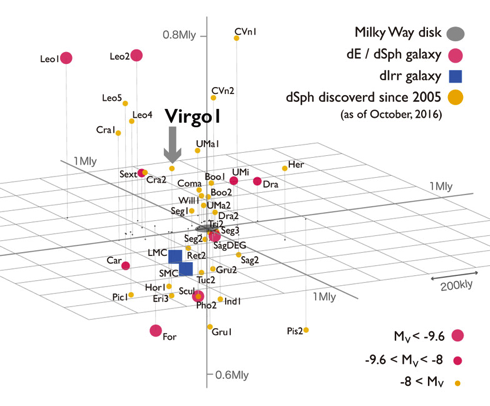 0.8Mly
CVn1
Milky Way disk
Leo1
Leo2
dE / dSph galaxy
dIrr galaxy
CVn2
dSph discoverd since 2005
(as of October, 2016)
Leo5
Leo4
Virgo I
Cra1
UMa1
1Mly
Her
Sext
Cra2
Boo1
UMi
Dra
1Mly
Coma
Boo2
Will1
UMa2
Seg1
Dra2
Tri2
Seg3
Seg2
SagDEG
LMC
Ret2
Sag2
Car
SMC
Gru2
Tuc2
200kly
Hor1
Scul
Pic1
Eri3
Pho2
Ind1
1Mly
For
Gru1
Pis2
Mv < -9.6
-9.6 < Mv < -8
-8 < Mv
0.6Mly